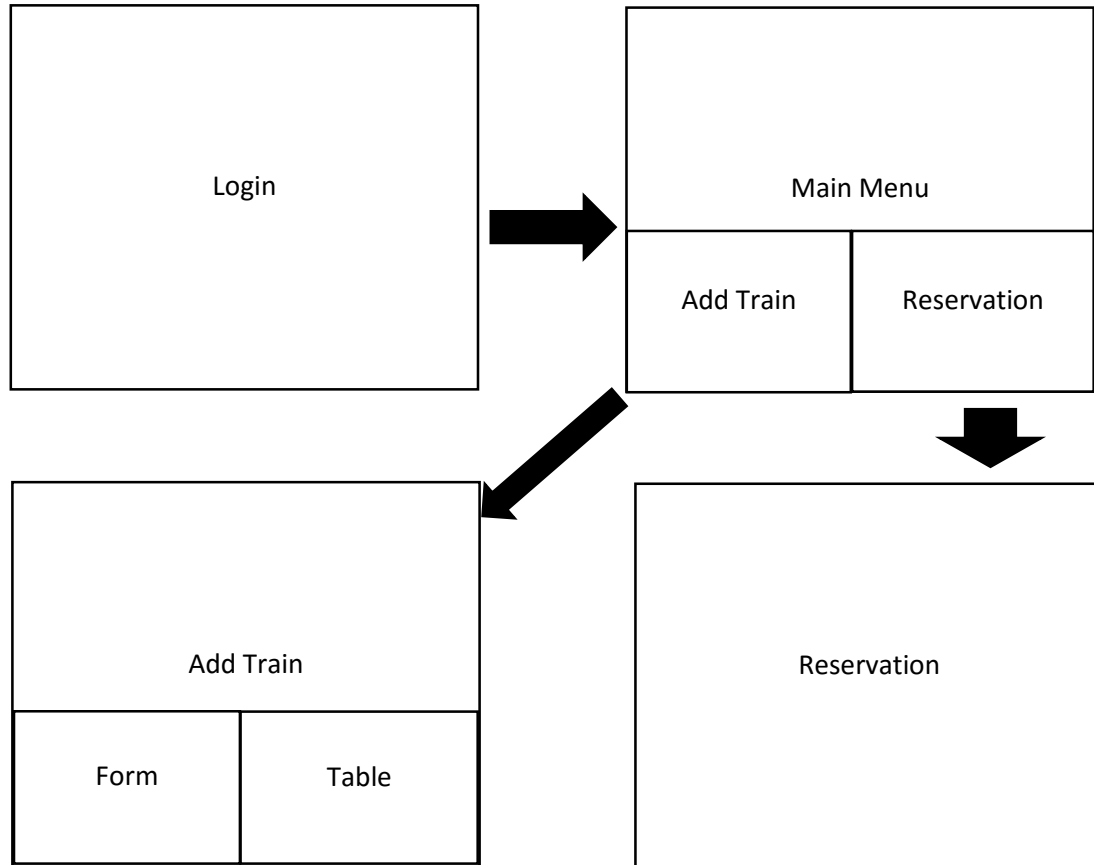 Login
Main Menu
Add Train
Reservation
Add Train
Form
Table
Reservation